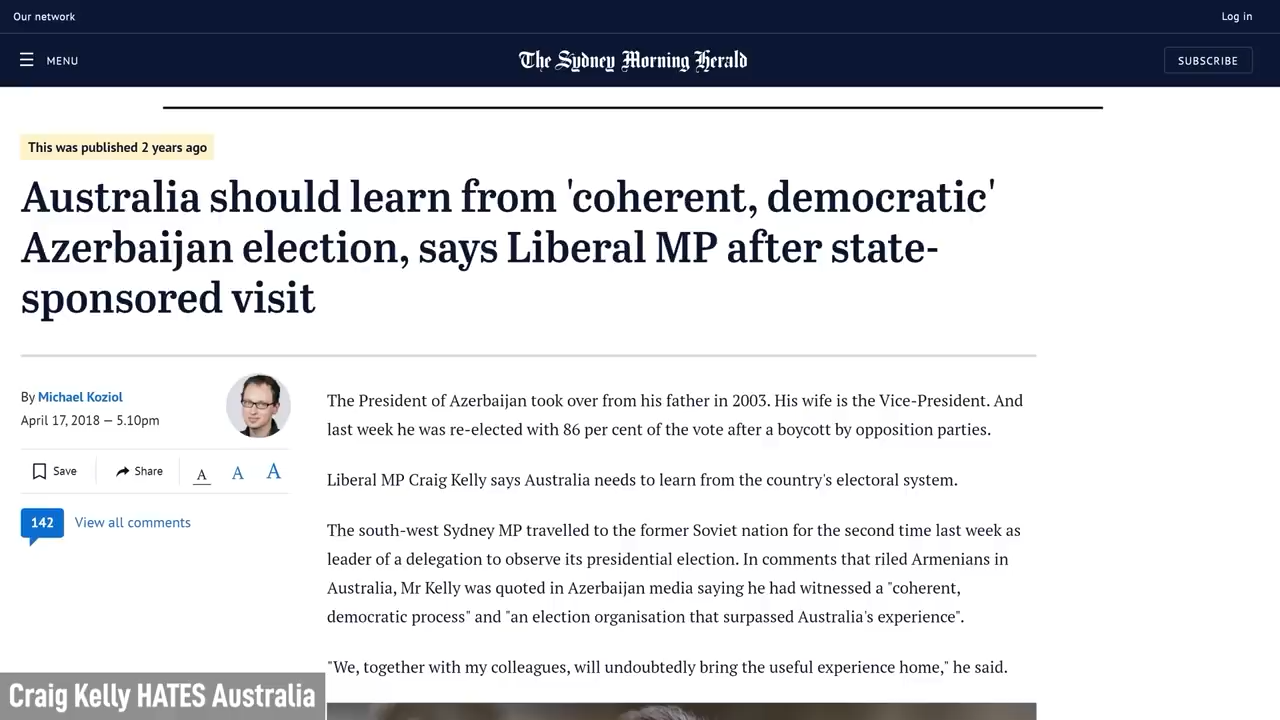 Our network
Log in
MENU
The Sydney Morning Herald
SUBSCRIBE
This was published 2 years ago
Australia should learn from 'coherent, democratic'
Azerbaijan election, says Liberal MP after state-
sponsored visit
By Michael Koziol
April 17, 2018 — 5.10pm
Save
Share
A
A
A
142
View all comments
The President of Azerbaijan took over from his father in 2003. His wife is the Vice-President. And
last week he was re-elected with 86 per cent of the vote after a boycott by opposition parties.
Liberal MP Craig Kelly says Australia needs to learn from the country's electoral system.
The south-west Sydney MP travelled to the former Soviet nation for the second time last week as
leader of a delegation to observe its presidential election. In comments that riled Armenians in
Australia, Mr Kelly was quoted in Azerbaijan media saying he had witnessed a "coherent,
democratic process" and "an election organisation that surpassed Australia's experience".
"We, together with my colleagues, will undoubtedly bring the useful experience home," he said.
Craig Kelly HATES Australia